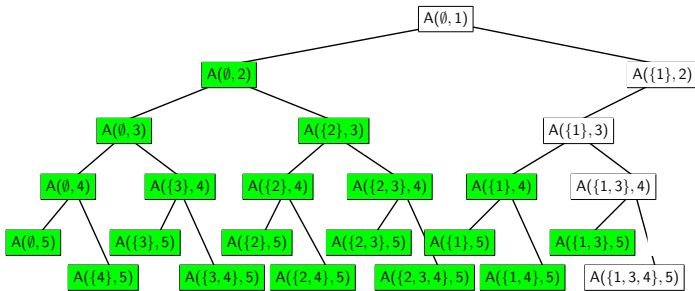 A(∅, 1)
A(∅, 2) A({1}, 2)
A(∅, 3) A({2}, 3) A({1}, 3)
A(∅, 4) A({3}, 4) A({2}, 4) A({2, 3}, 4) A({1}, 4) A({1, 3}, 4)
A(∅, 5) A({3}, 5) A({2}, 5) A({2, 3}, 5) A({1}, 5) A({1, 3}, 5)
A({4}, 5) A({3, 4}, 5) A({2, 4}, 5) A({2, 3, 4}, 5) A({1, 4}, 5) A({1, 3, 4}, 5)